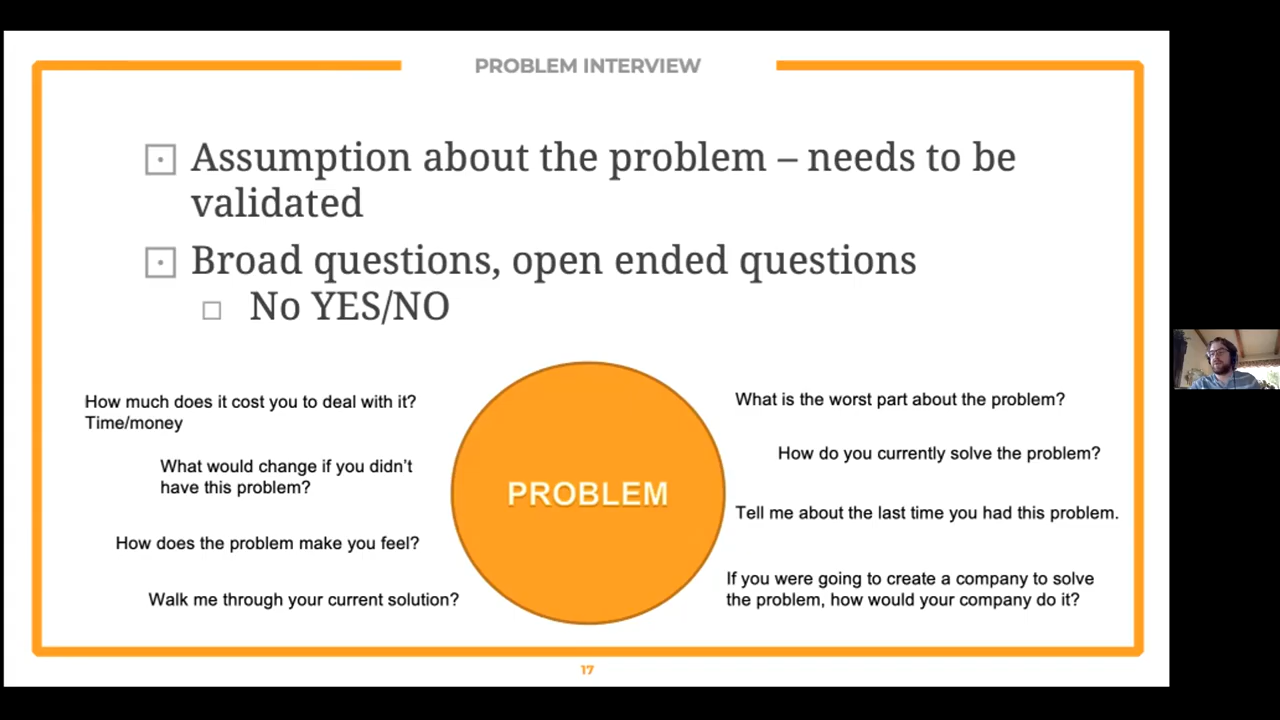 PROBLEM INTERVIEW
Assumption about the problem – needs to be
validated
Broad questions, open ended questions
No YES/NO
How much does it cost you to deal with it?
Time/money
What would change if you didn’t
have this problem?
How does the problem make you feel?
Walk me through your current solution?
PROBLEM
What is the worst part about the problem?
How do you currently solve the problem?
Tell me about the last time you had this problem.
If you were going to create a company to solve
the problem, how would your company do it?
17